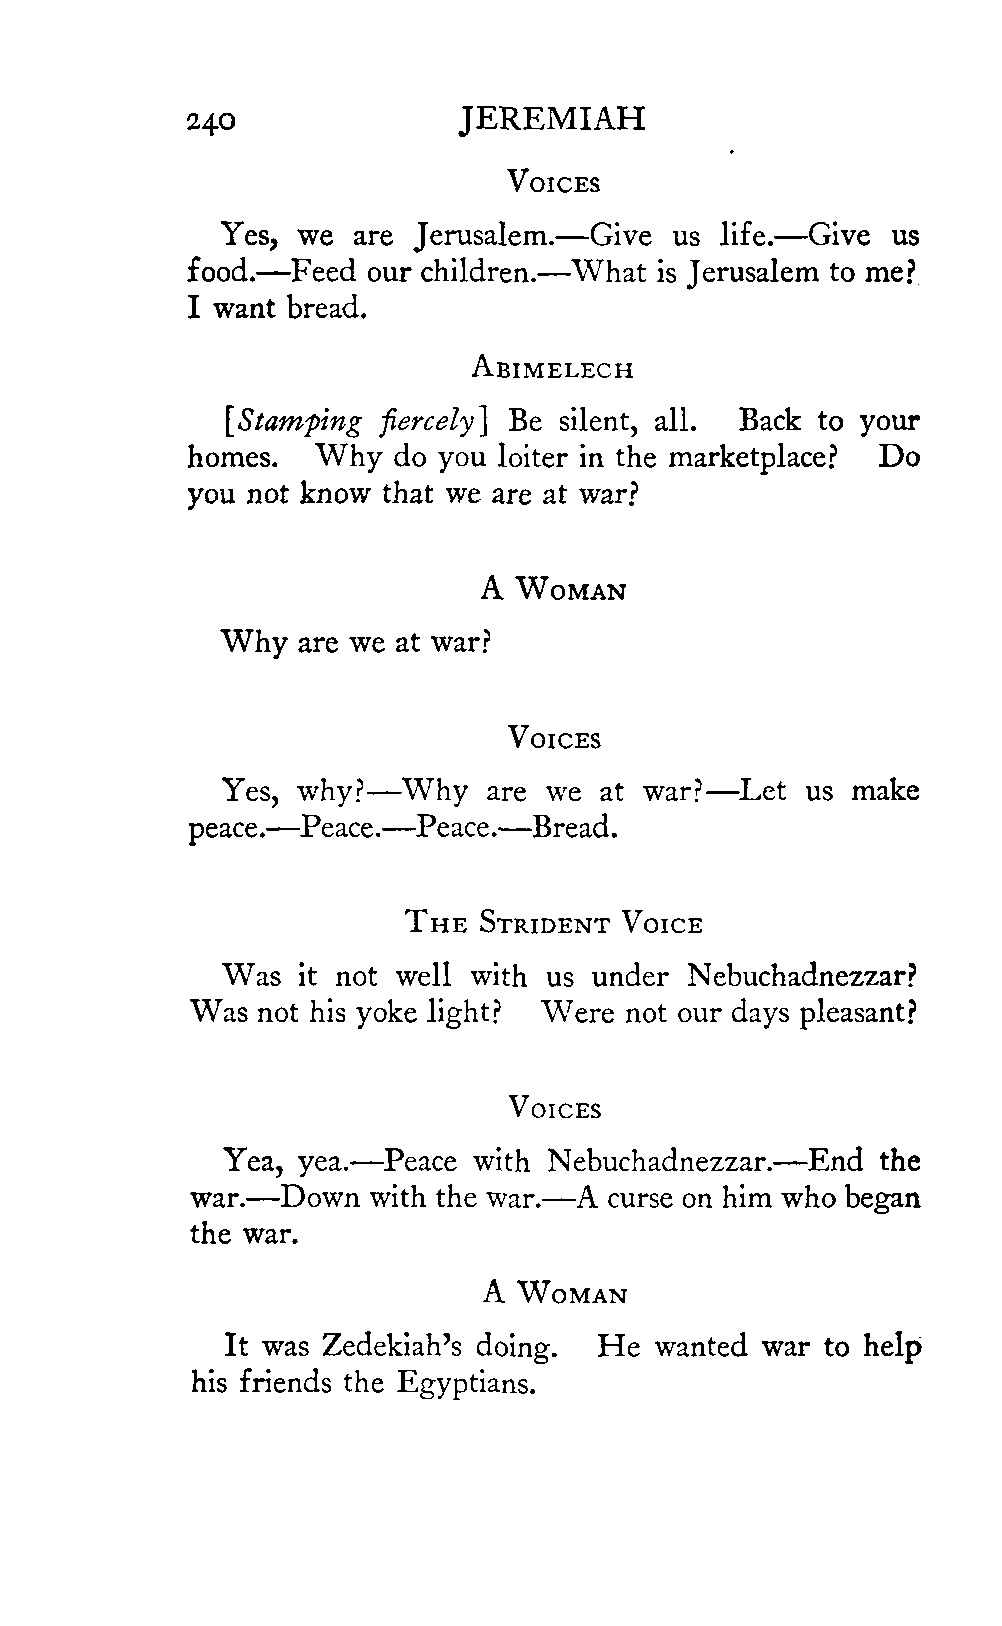 240 JEREMIAH
VOICES
Yes, we are Jerusalem.—Give us life.—Give us
food.—Feed our children.—What is Jerusalem to me?
I want bread.
ABIMELECH
[Stamping fiercely] Be silent, all. Back to your
homes. Why do you loiter in the marketplace? Do
you not know that we are at war?
A WOMAN
Why are we at war?
VOICES
Yes, why?—Why are we at war?—Let us make
peace.—Peace.—Peace.—Bread.
THE STRIDENT VOICE
Was it not well with us under Nebuchadnezzar?
Was not his yoke light? Were not our days pleasant?
VOICES
Yea, yea.—Peace with Nebuchadnezzar.—End the
war.—Down with the war.—A curse on him who began
the war.
A WOMAN
It was Zedekiah's doing. He wanted war to help
his friends the Egyptians.